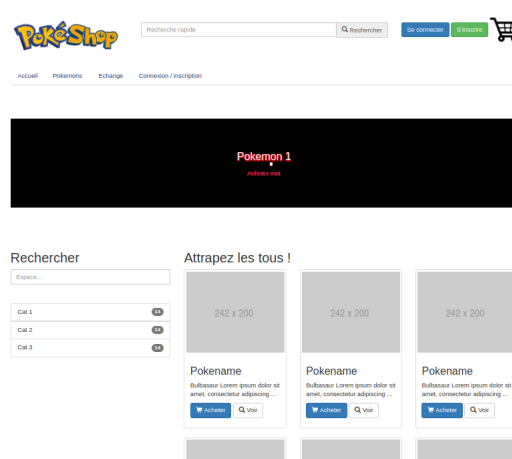 PokéShop
Recherche rapide
Rechercher
Se connecter
S'inscrire
Accueil
Pokemons
Echange
Connexion / Inscription
Pokemon 1
Acheter moi
Rechercher
Espece...
Cat 1 14
Cat 2 14
Cat 3 14
Attrapez les tous !
242 x 200
Pokename
Bulbasaur Lorem ipsum dolor sit
amet, consectetur adipiscing ...
Acheter
Voir
242 x 200
Pokename
Bulbasaur Lorem ipsum dolor sit
amet, consectetur adipiscing ...
Acheter
Voir
242 x 200
Pokename
Bulbasaur Lorem ipsum dolor sit
amet, consectetur adipiscing ...
Acheter
Voir